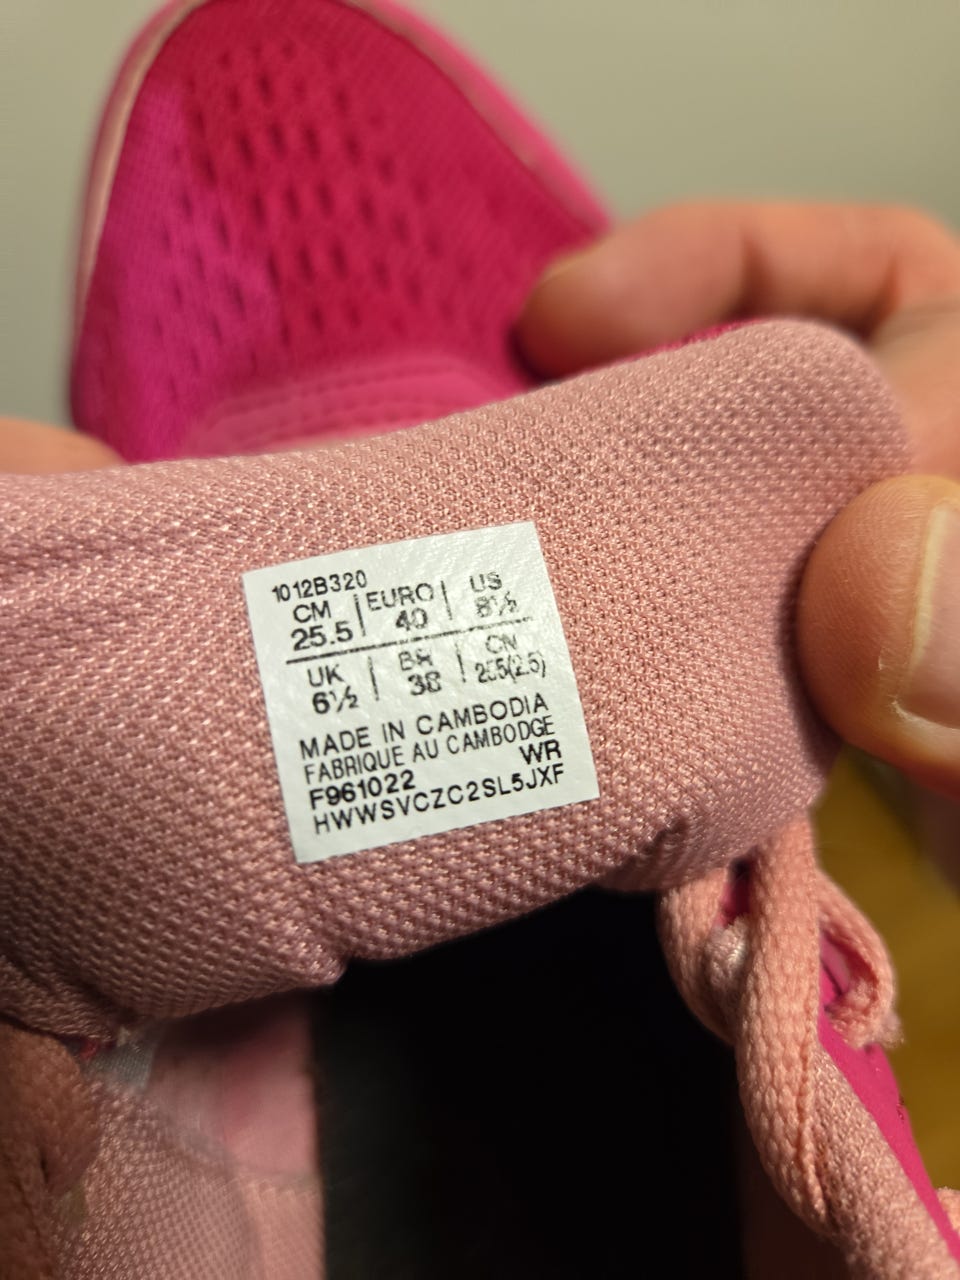 1012B320
CM | EURO | US
25.5 | 40 | 8½
UK | BR | CN
6½ | 38 | 255(2.5)
MADE IN CAMBODIA
FABRIQUE AU CAMBODGE
F961022 WR
HWWSVCZC2SL5JXF